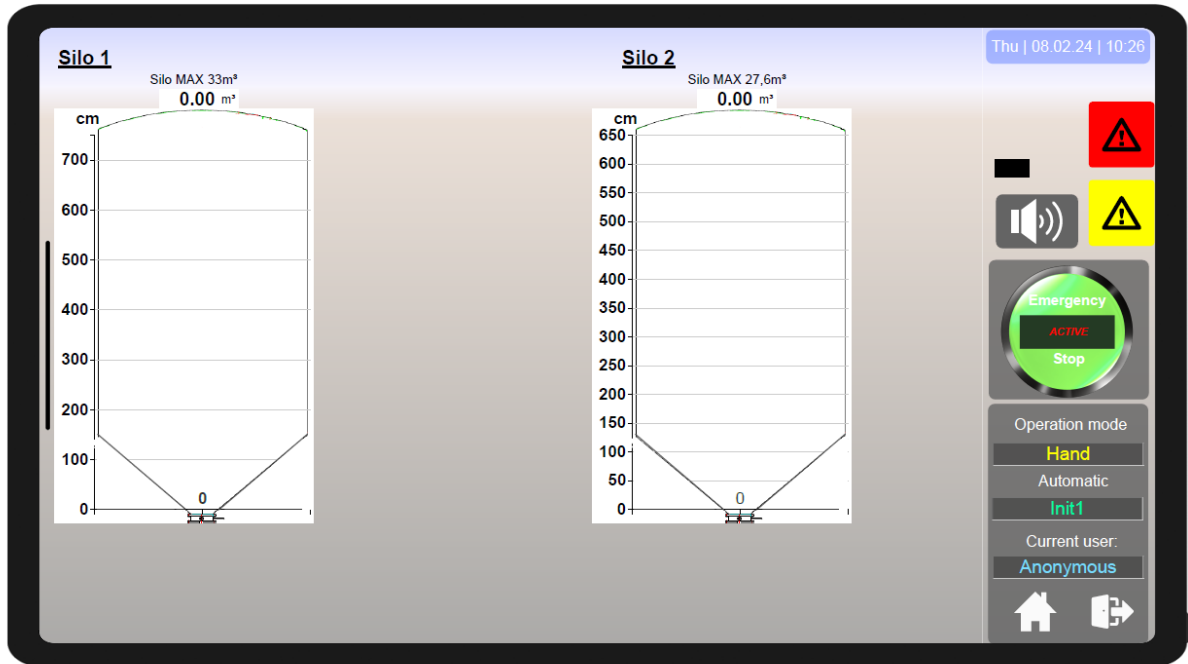 Silo 1
Silo MAX 33m³
0.00 m³
cm
700
600
500
400
300
200
100
0
0
Silo 2
Silo MAX 27,6m³
0.00 m³
cm
650
600
550
500
450
400
350
300
250
200
150
100
50
0
0
Thu | 08.02.24 | 10:26
Emergency
ACTIVE
Stop
Operation mode
Hand
Automatic
Init1
Current user:
Anonymous